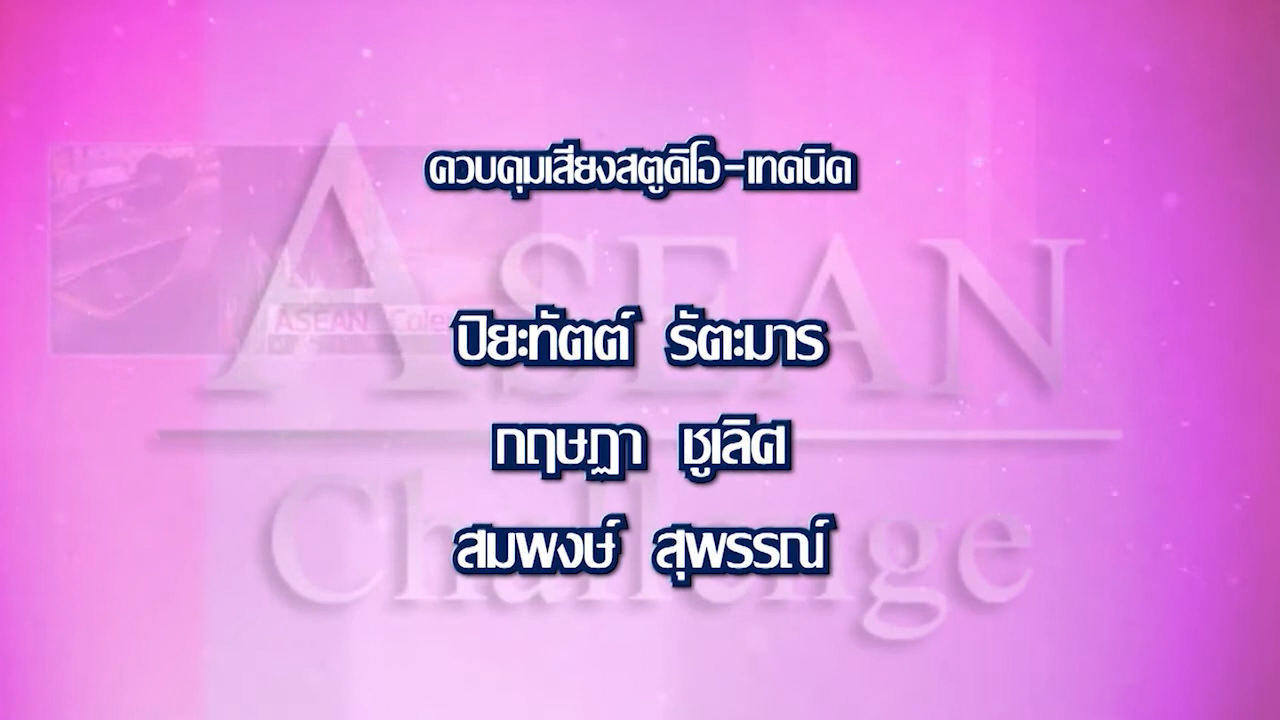 ควบคุมเสียงสตูดิโอ-เทคนิค
ASEAN
Challenge
ASEAN
ปิยะทัตต์ รัตะมาร
กฤษฏา ชูเลิศ
สมพงษ์ สุพรรณ์